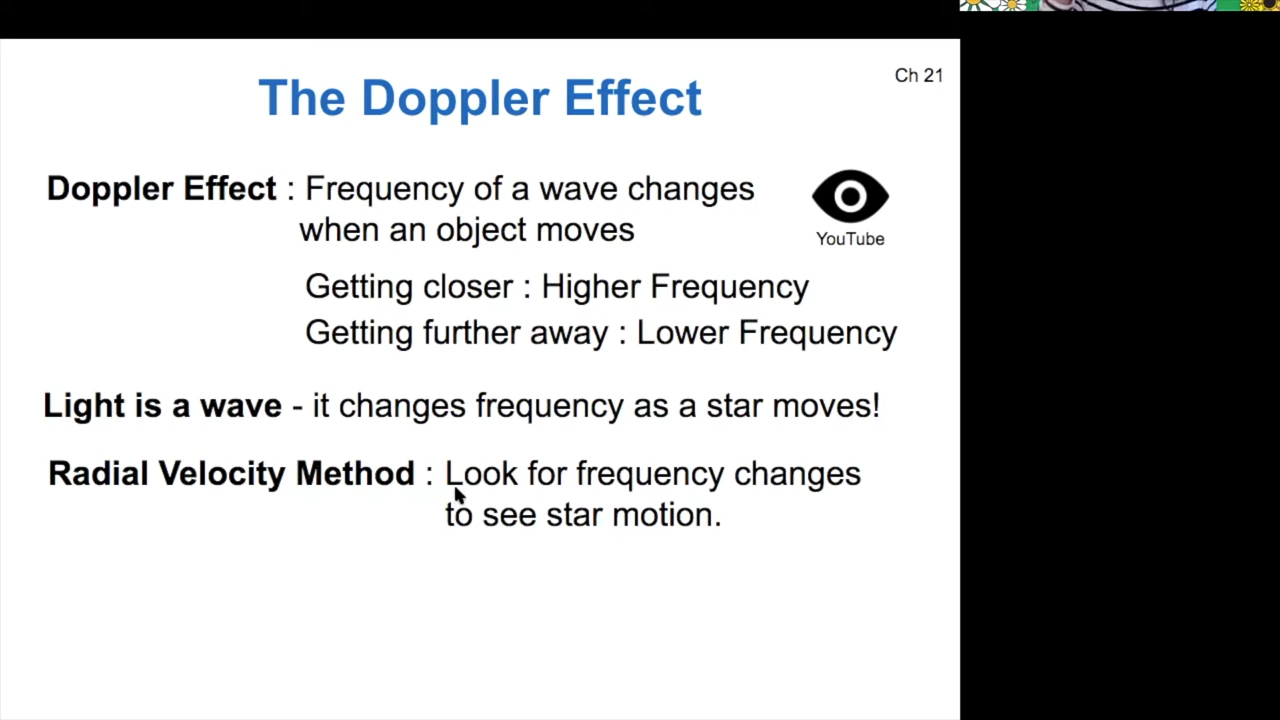 Ch 21
The Doppler Effect
Doppler Effect : Frequency of a wave changes
when an object moves
YouTube
Getting closer : Higher Frequency
Getting further away : Lower Frequency
Light is a wave - it changes frequency as a star moves!
Radial Velocity Method : Look for frequency changes
to see star motion.